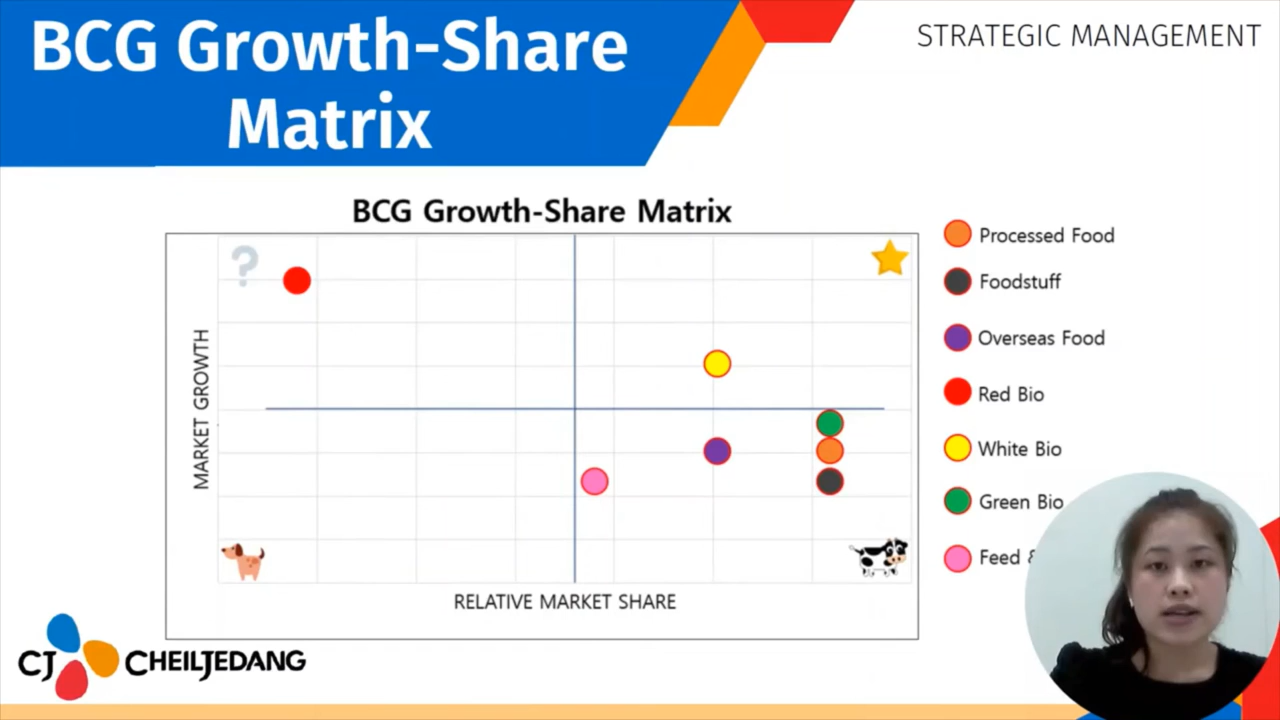 BCG Growth-Share
Matrix
STRATEGIC MANAGEMENT
BCG Growth-Share Matrix
?
MARKET GROWTH
RELATIVE MARKET SHARE
Processed Food
Foodstuff
Overseas Food
Red Bio
White Bio
Green Bio
Feed
CJ CHEILJEDANG